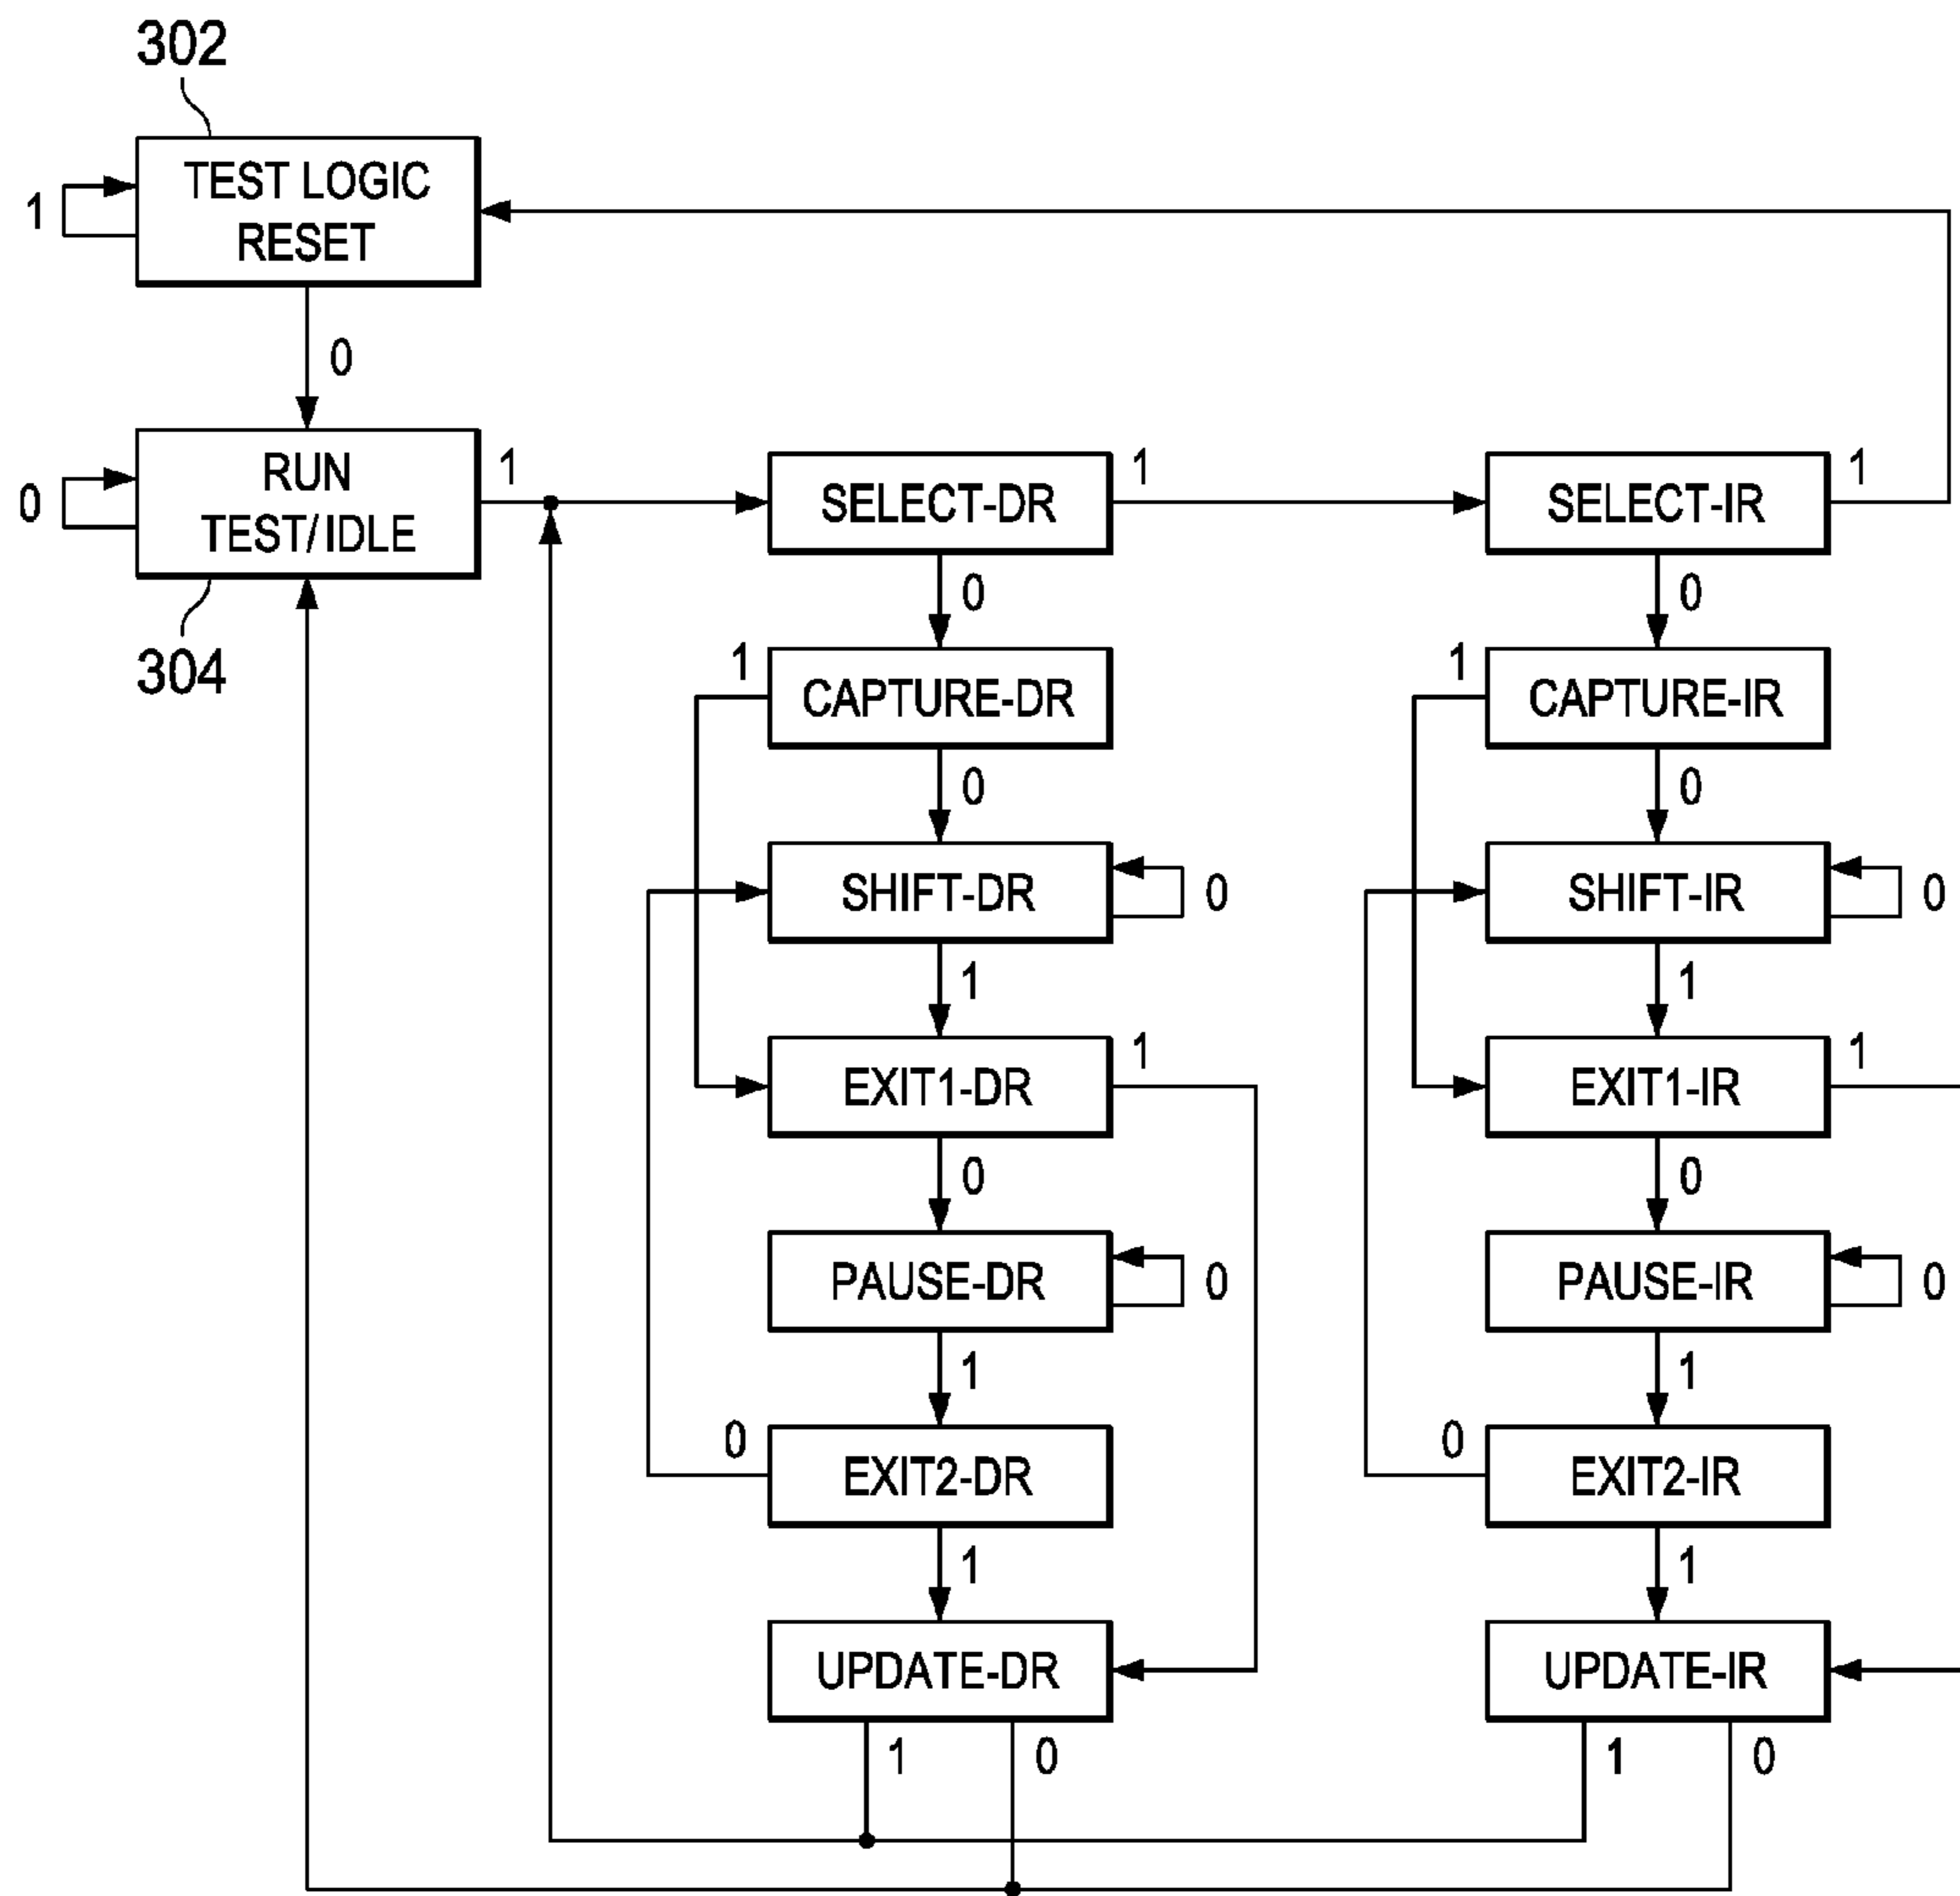 302
TEST LOGIC
RESET
1
0
RUN
TEST/IDLE
1
0
304
SELECT-DR
1
SELECT-IR
1
0
0
1
CAPTURE-DR
1
CAPTURE-IR
0
0
SHIFT-DR
0
SHIFT-IR
0
1
1
EXIT1-DR
1
EXIT1-IR
1
0
0
PAUSE-DR
0
PAUSE-IR
0
1
1
0
EXIT2-DR
0
EXIT2-IR
1
1
UPDATE-DR
UPDATE-IR
1
0
1
0